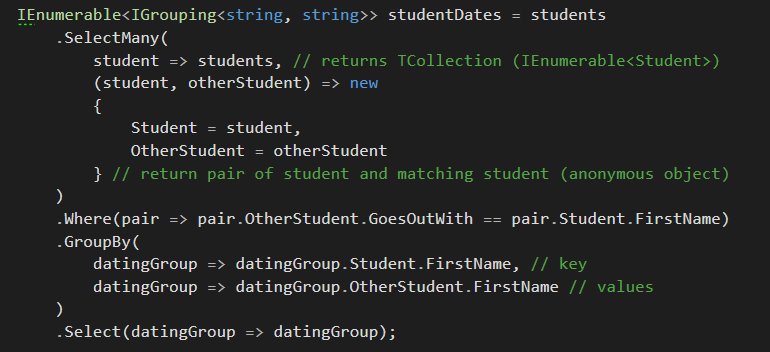 IEnumerable<IGrouping<string, string>> studentDates = students
.SelectMany(
student => students, // returns TCollection (IEnumerable<Student>)
(student, otherStudent) => new
{
Student = student,
OtherStudent = otherStudent
} // return pair of student and matching student (anonymous object)
)
.Where(pair => pair.OtherStudent.GoesOutWith == pair.Student.FirstName)
.GroupBy(
datingGroup => datingGroup.Student.FirstName, // key
datingGroup => datingGroup.OtherStudent.FirstName // values
)
.Select(datingGroup => datingGroup);